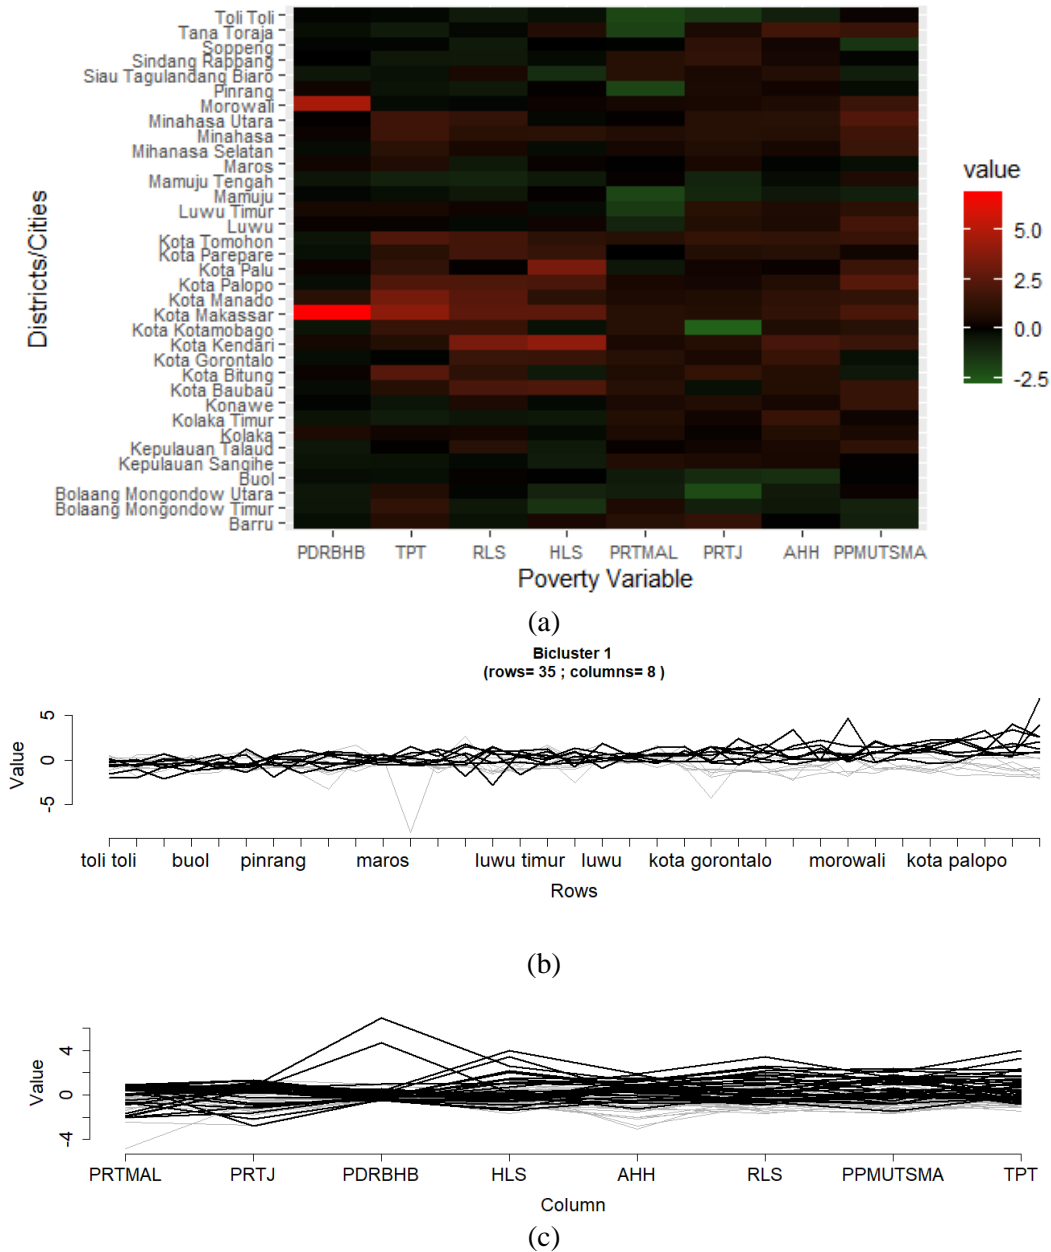 Toli Toli
Tana Toraja
Soppeng
Sindang Rappang
Siau Tagulandang Biaro
Pinrang
Morowali
Minahasa Utara
Minahasa
Mihanasa Selatan
Maros
Mamuju Tengah
Mamuju
Luwu Timur
Luwu
Kota Tomohon
Kota Parepare
Kota Palu
Kota Palopo
Kota Manado
Kota Makassar
Kota Kotamobago
Kota Kendari
Kota Gorontalo
Kota Bitung
Kota Baubau
Konawe
Kolaka Timur
Kolaka
Kepulauan Talaud
Kepulauan Sangihe
Buol
Bolaang Mongondow Utara
Bolaang Mongondow Timur
Barru
Districts/Cities
PDRBHB TPT RLS HLS PRTMAL PRTJ AHH PPMUTSMA
Poverty Variable
value
5.0
2.5
0.0
-2.5
(a)
Bicluster 1
(rows= 35 ; columns= 8 )
Value
5
0
-5
toli toli buol pinrang maros luwu timur luwu kota gorontalo morowali kota palopo
Rows
(b)
Value
4
0
-4
PRTMAL PRTJ PDRBHB HLS AHH RLS PPMUTSMA TPT
Column
(c)